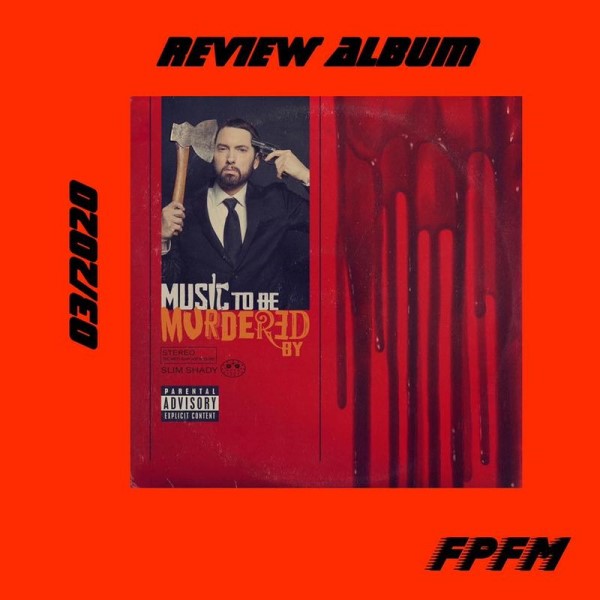 REVIEW ALBUM
03/2020
MUSIC TO BE
MURDERED
BY
STEREO
SLIM SHADY
PARENTAL
ADVISORY
EXPLICIT CONTENT
FPFM